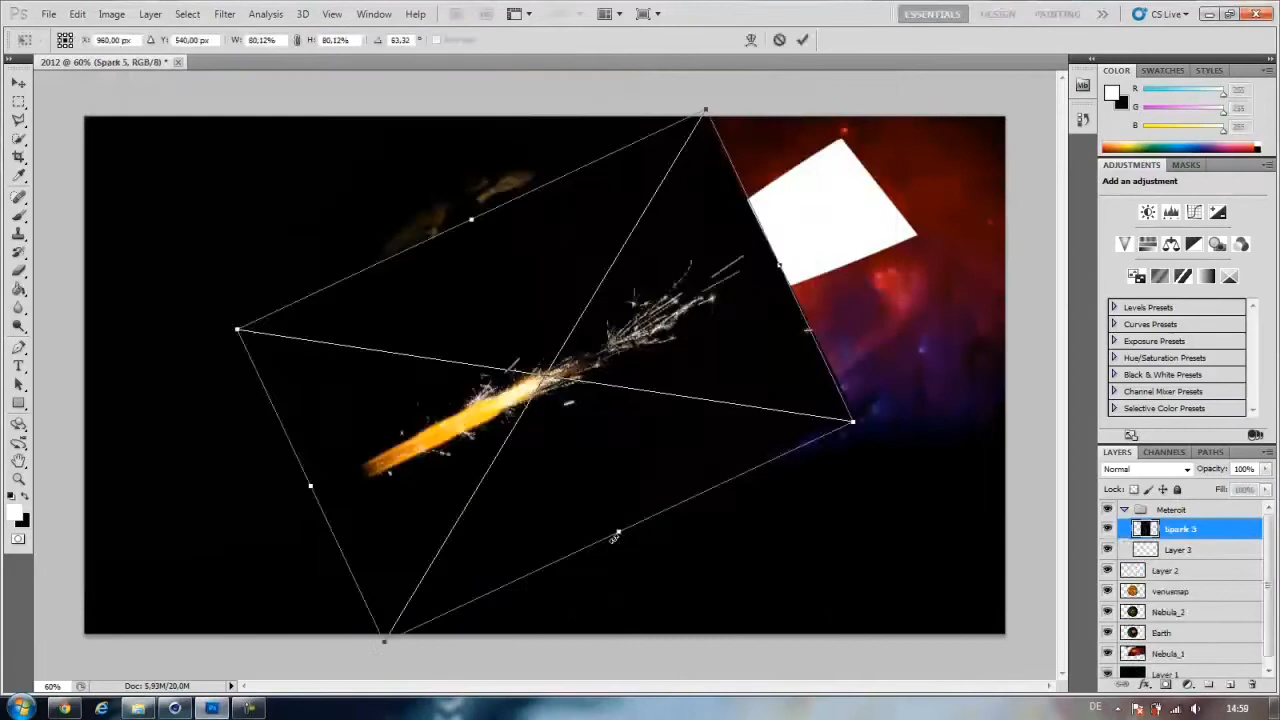 Ps File Edit Image Layer Select Filter Analysis 3D View Window Help ESSENTIALS DESIGN PAINTING CS Live
X: 960,00 px Y: 540,00 px W: 80,12% H: 80,12% 63,32 °
2012 @ 60% (Spark 5, RGB/8) *
COLOR SWATCHES STYLES
R
G
B
ADJUSTMENTS MASKS
Add an adjustment
Levels Presets
Curves Presets
Exposure Presets
Hue/Saturation Presets
Black & White Presets
Channel Mixer Presets
Selective Color Presets
LAYERS CHANNELS PATHS
Normal Opacity: 100%
Lock: Fill: 100%
Meteroit
Spark 5
Layer 3
Layer 2
venusmap
Nebula_2
Earth
Nebula_1
Layer 1
60% Doc: 5,93M/20,0M
DE 14:59